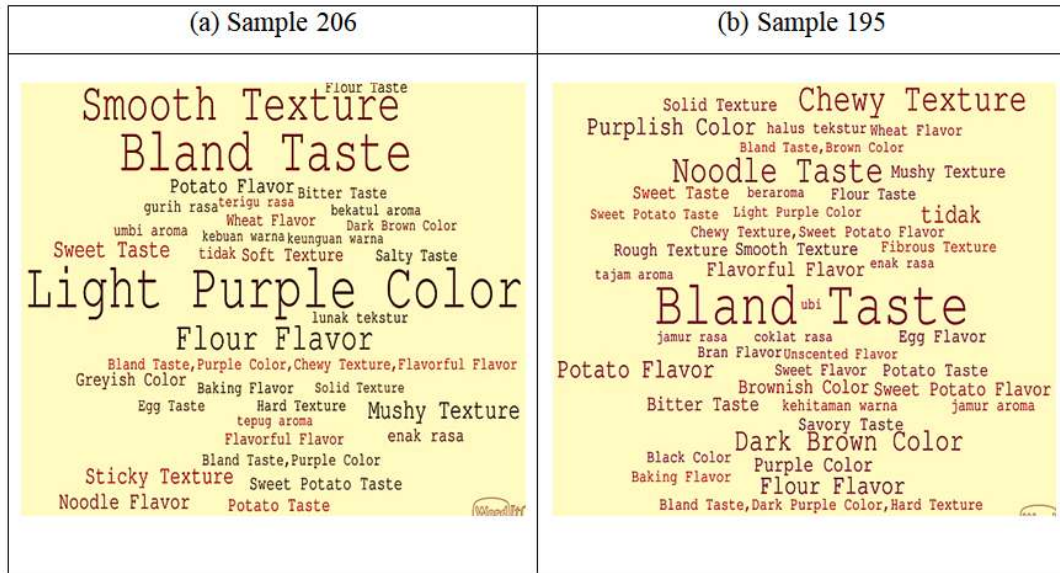 (a) Sample 206
Flour Taste
Smooth Texture
Bland Taste
Potato Flavor Bitter Taste
gurih rasa terigu rasa bekatul aroma
Wheat Flavor Dark Brown Color
umbi aroma kebuan warna keunguan warna
Sweet Taste tidak Soft Texture Salty Taste
Light Purple Color
lunak tekstur
Flour Flavor
Bland Taste,Purple Color,Chewy Texture,Flavorful Flavor
Greyish Color Baking Flavor Solid Texture
Egg Taste Hard Texture Mushy Texture
tepug aroma
Flavorful Flavor enak rasa
Bland Taste,Purple Color
Sticky Texture Sweet Potato Taste
Noodle Flavor Potato Taste
(b) Sample 195
Solid Texture Chewy Texture
Purplish Color halus tekstur Wheat Flavor
Bland Taste,Brown Color
Noodle Taste Mushy Texture
Sweet Taste beraroma Flour Taste
Sweet Potato Taste Light Purple Color tidak
Chewy Texture,Sweet Potato Flavor
Rough Texture Smooth Texture Fibrous Texture
tajam aroma Flavorful Flavor enak rasa
Bland ubi Taste
jamur rasa coklat rasa Egg Flavor
Bran Flavor Unscented Flavor
Potato Flavor Sweet Flavor Potato Taste
Brownish Color Sweet Potato Flavor
Bitter Taste kehitaman warna jamur aroma
Savory Taste
Dark Brown Color
Black Color Purple Color
Baking Flavor Flour Flavor
Bland Taste,Dark Purple Color,Hard Texture